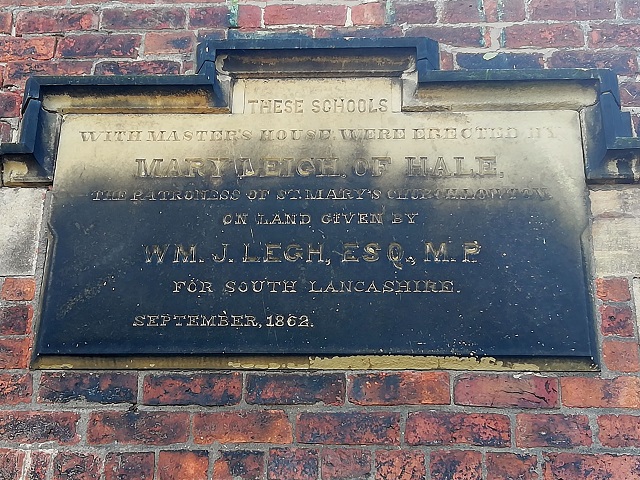 THESE SCHOOLS
WITH MASTER'S HOUSE, WERE ERECTED BY
MARY LEIGH, OF HALE,
THE PATRONESS OF ST. MARY'S CHURCH, LOWTON,
ON LAND GIVEN BY
WM. J. LEGH, ESQ., M.P.
FOR SOUTH LANCASHIRE.
SEPTEMBER, 1862.